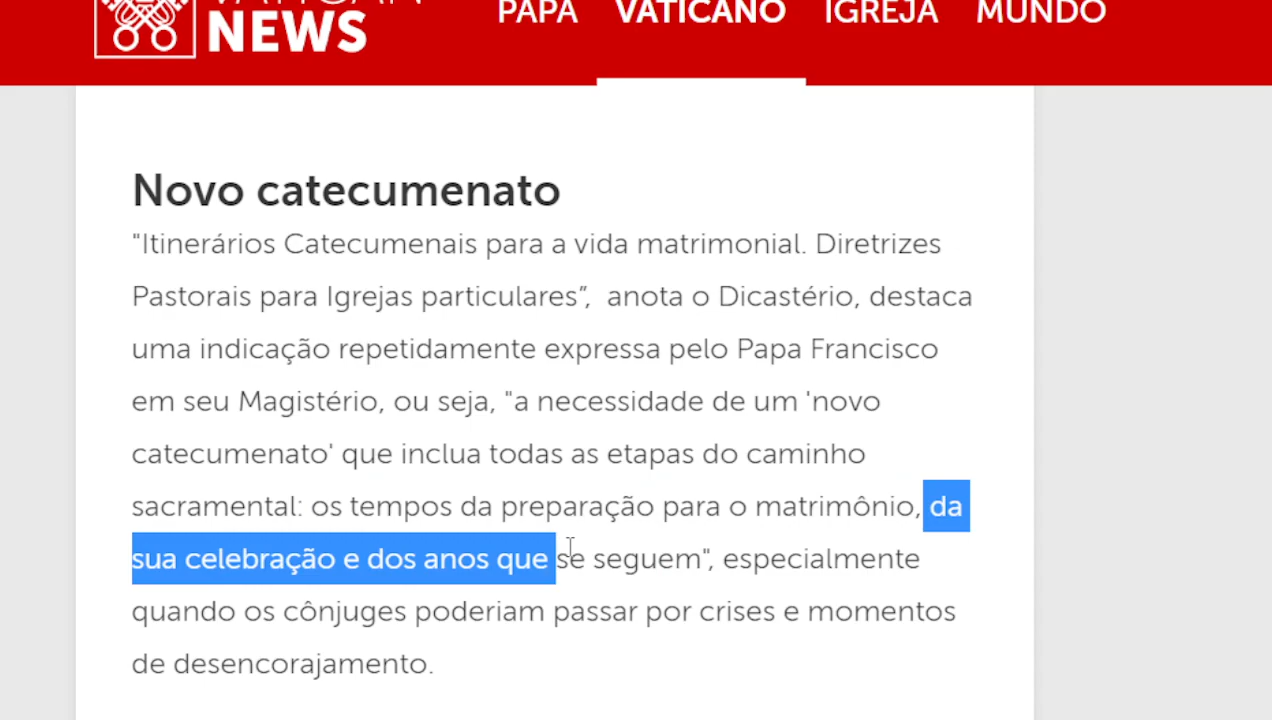 NEWS
PAPA VATICANO IGREJA MUNDO
Novo catecumenato
"Itinerários Catecumenais para a vida matrimonial. Diretrizes
Pastorais para Igrejas particulares”, anota o Dicastério, destaca
uma indicação repetidamente expressa pelo Papa Francisco
em seu Magistério, ou seja, "a necessidade de um 'novo
catecumenato' que inclua todas as etapas do caminho
sacramental: os tempos da preparação para o matrimônio, da
sua celebração e dos anos que se seguem", especialmente
quando os cônjuges poderiam passar por crises e momentos
de desencorajamento.